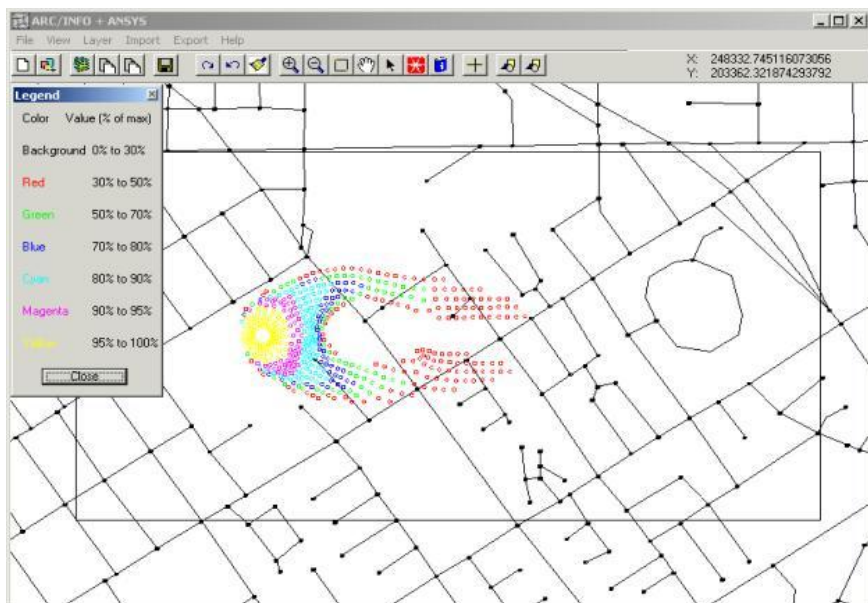 ARC/INFO + ANSYS
File View Layer Import Export Help
X: 248332.745116073056
Y: 203362.321874293792
Legend
Color Value (% of max)
Background 0% to 30%
Red 30% to 50%
Green 50% to 70%
Blue 70% to 80%
Cyan 80% to 90%
Magenta 90% to 95%
Yellow 95% to 100%
Close